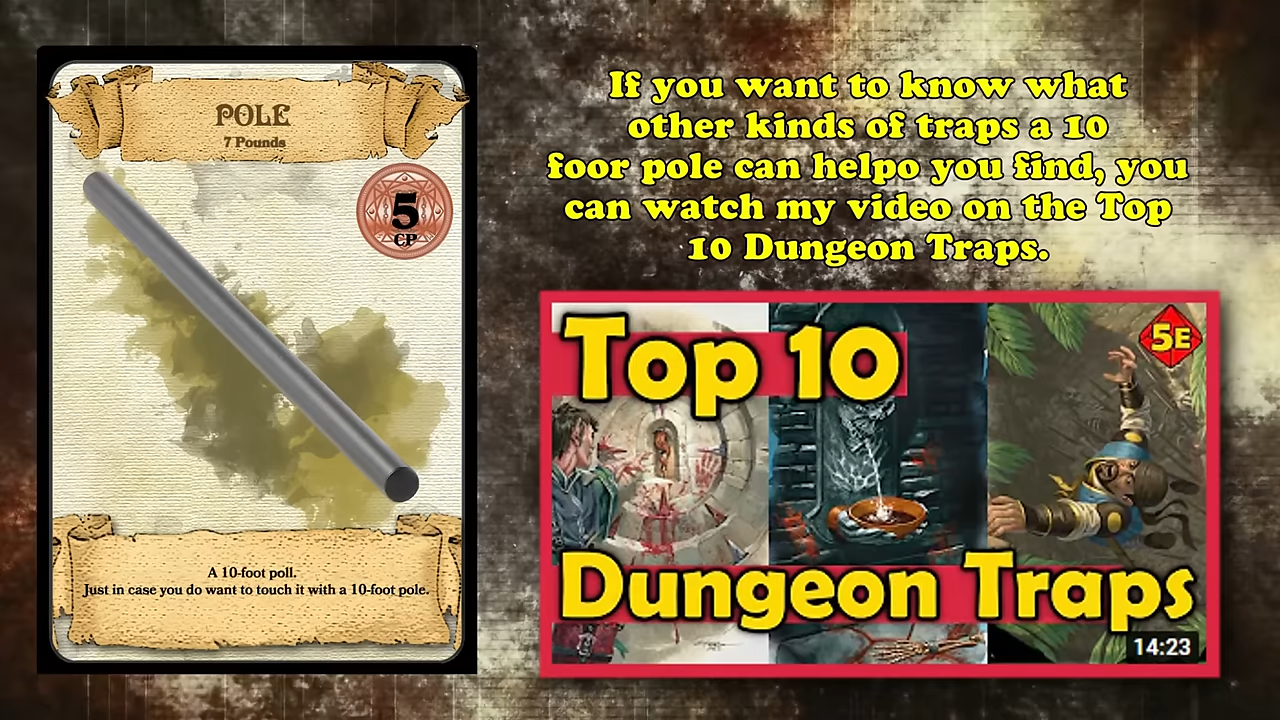 POLE
7 Pounds
5
CP
A 10-foot poll.
Just in case you do want to touch it with a 10-foot pole.
If you want to know what
other kinds of traps a 10
foor pole can helpo you find, you
can watch my video on the Top
10 Dungeon Traps.
Top 10
5E
Dungeon Traps
14:23